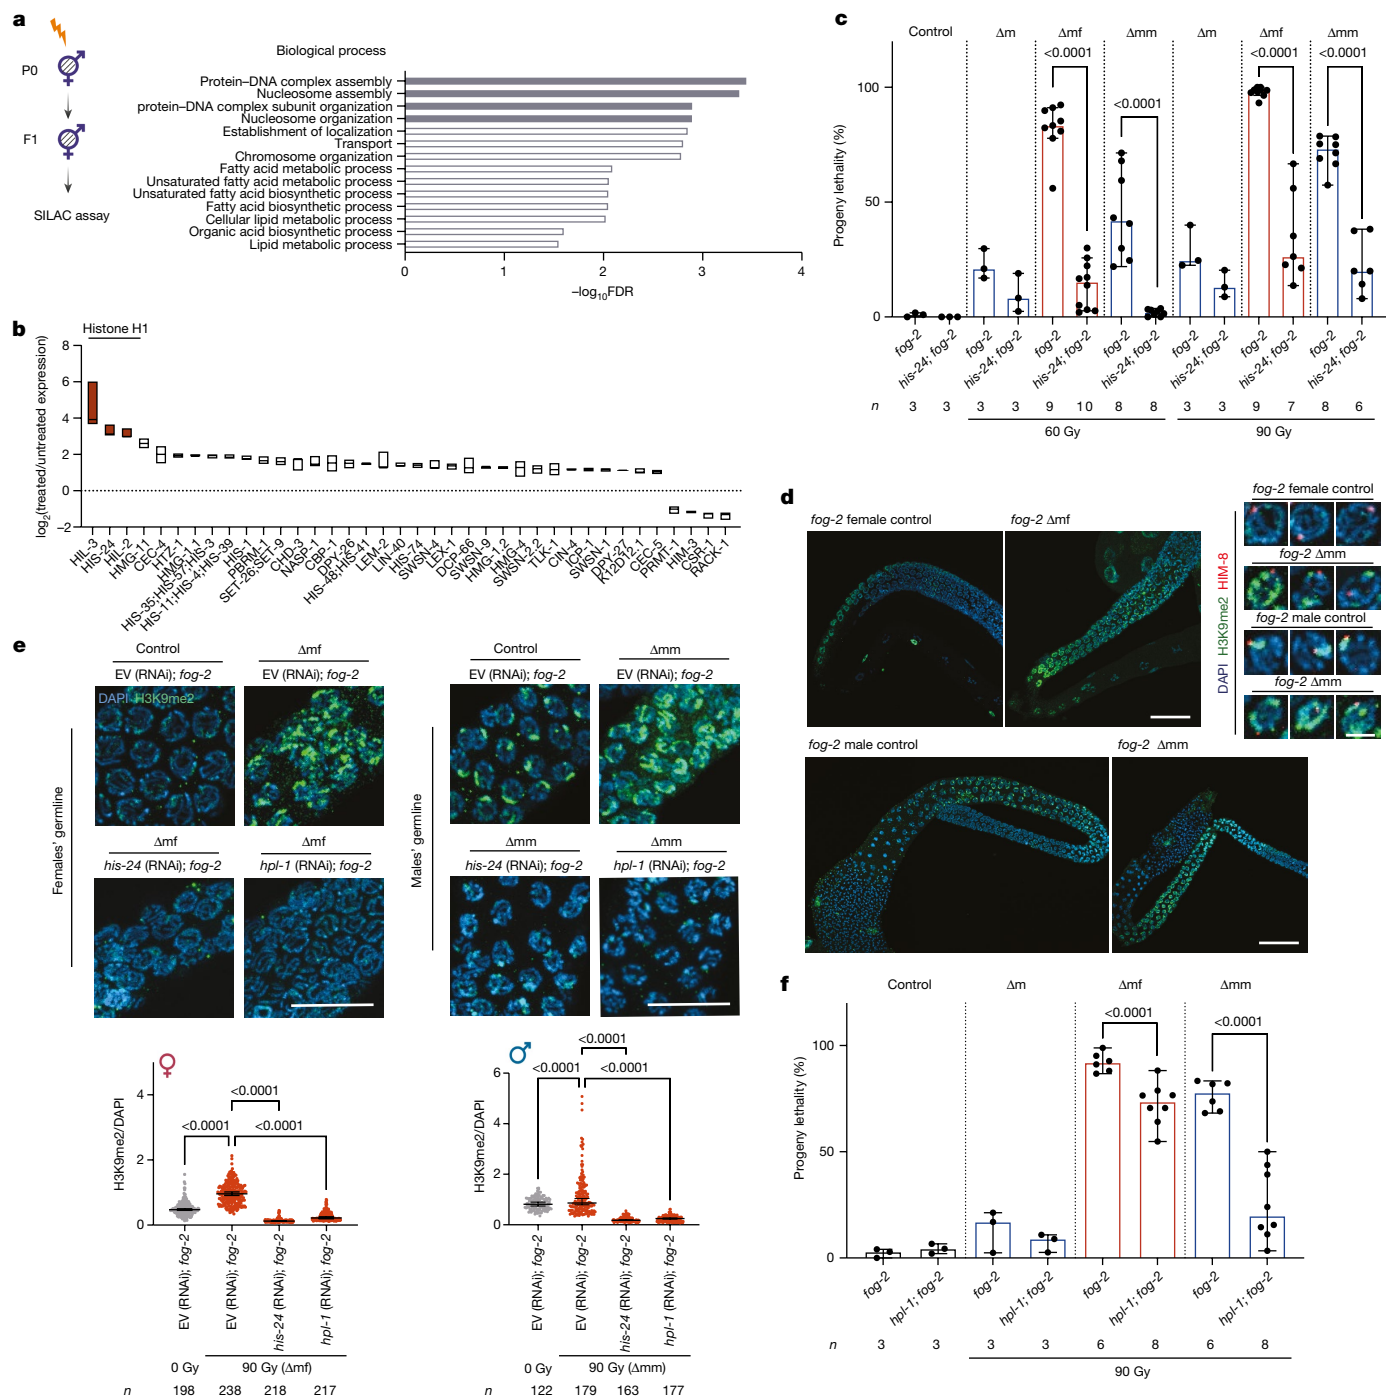 a
P0
F1
SILAC assay
Biological process
Protein–DNA complex assembly
Nucleosome assembly
protein–DNA complex subunit organization
Nucleosome organization
Establishment of localization
Transport
Chromosome organization
Fatty acid metabolic process
Unsaturated fatty acid metabolic process
Unsaturated fatty acid biosynthetic process
Fatty acid biosynthetic process
Cellular lipid metabolic process
Organic acid biosynthetic process
Lipid metabolic process
0 1 2 3 4
–log10FDR
b
Histone H1
log2(treated/untreated expression)
8
6
4
2
0
–2
HIL-3
HIS-24
HIL-2
HMG-11
CEC-4
HTZ-1
HMG-1.1
HIS-35;HIS-57;HIS-3
HIS-11;HIS-4;HIS-39
HIS-1
PBRM-1
SET-26;SET-9
CHD-3
NASP-1
CBP-1
DPY-26
HIS-48;HIS-41
LEM-2
LIN-40
HIS-74
SWSN-4
LEX-1
DCP-66
SWSN-9
HMG-1.2
HMG-4
SWSN-2.2
TLK-1
CIN-4
ICP-1
SWSN-1
DPY-27
K12D12.1
CEC-5
PRMT-1
HIM-3
CSR-1
RACK-1
c
Control Δm Δmf Δmm Δm Δmf Δmm
<0.0001 <0.0001 <0.0001
<0.0001
Progeny lethality (%)
100
50
0
fog-2 his-24; fog-2 fog-2 his-24; fog-2 fog-2 his-24; fog-2 fog-2 his-24; fog-2 fog-2 his-24; fog-2 fog-2 his-24; fog-2 fog-2 his-24; fog-2
n 3 3 3 3 9 10 8 8 3 3 9 7 8 6
60 Gy 90 Gy
d
fog-2 female control fog-2 Δmf
fog-2 male control fog-2 Δmm
DAPI H3K9me2 HIM-8
fog-2 female control
fog-2 Δmm
fog-2 male control
fog-2 Δmm
e
Females' germline
Control Δmf
EV (RNAi); fog-2 EV (RNAi); fog-2
DAPI H3K9me2
Δmf Δmf
his-24 (RNAi); fog-2 hpl-1 (RNAi); fog-2
Males' germline
Control Δmm
EV (RNAi); fog-2 EV (RNAi); fog-2
Δmm Δmm
his-24 (RNAi); fog-2 hpl-1 (RNAi); fog-2
♀
H3K9me2/DAPI
4
2
0
<0.0001
<0.0001 <0.0001
EV (RNAi); fog-2
EV (RNAi); fog-2
his-24 (RNAi); fog-2
hpl-1 (RNAi); fog-2
0 Gy 90 Gy (Δmf)
n 198 238 218 217
♂
H3K9me2/DAPI
6
4
2
0
<0.0001
<0.0001 <0.0001
EV (RNAi); fog-2
EV (RNAi); fog-2
his-24 (RNAi); fog-2
hpl-1 (RNAi); fog-2
0 Gy 90 Gy (Δmm)
n 122 179 163 177
f
Control Δm Δmf Δmm
<0.0001 <0.0001
Progeny lethality (%)
100
50
0
fog-2 hpl-1; fog-2 fog-2 hpl-1; fog-2 fog-2 hpl-1; fog-2 fog-2 hpl-1; fog-2
n 3 3 3 3 6 8 6 8
90 Gy